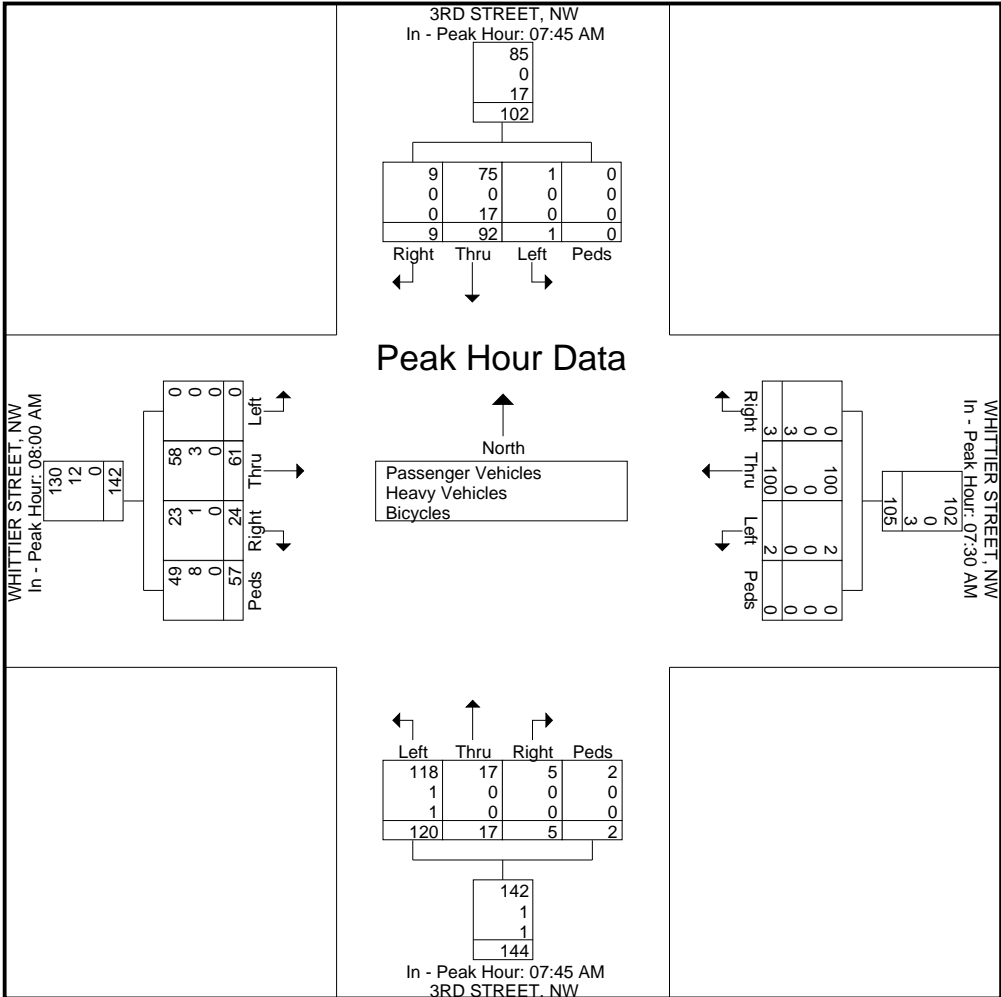 3RD STREET, NW
In - Peak Hour: 07:45 AM
85
0
17
102
9 75 1 0
0 0 0 0
0 17 0 0
9 92 1 0
Right Thru Left Peds
Peak Hour Data
North
Passenger Vehicles
Heavy Vehicles
Bicycles
WHITTIER STREET, NW
In - Peak Hour: 08:00 AM
130
12
0
142
0 0 0 0
Left
58 3 0 61
Thru
23 1 0 24
Right
49 8 0 57
Peds
WHITTIER STREET, NW
In - Peak Hour: 07:30 AM
102
0
3
105
Right
3 3 0 0
Thru
100 0 0 100
Left
2 0 0 2
Peds
0 0 0 0
Left Thru Right Peds
118 17 5 2
1 0 0 0
1 0 0 0
120 17 5 2
142
1
1
144
In - Peak Hour: 07:45 AM
3RD STREET, NW